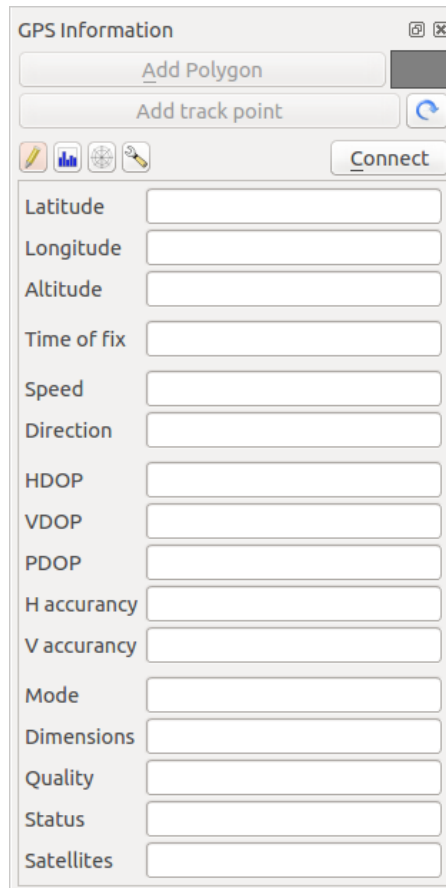 GPS Information
Add Polygon
Add track point
Connect
Latitude
Longitude
Altitude
Time of fix
Speed
Direction
HDOP
VDOP
PDOP
H accurancy
V accurancy
Mode
Dimensions
Quality
Status
Satellites